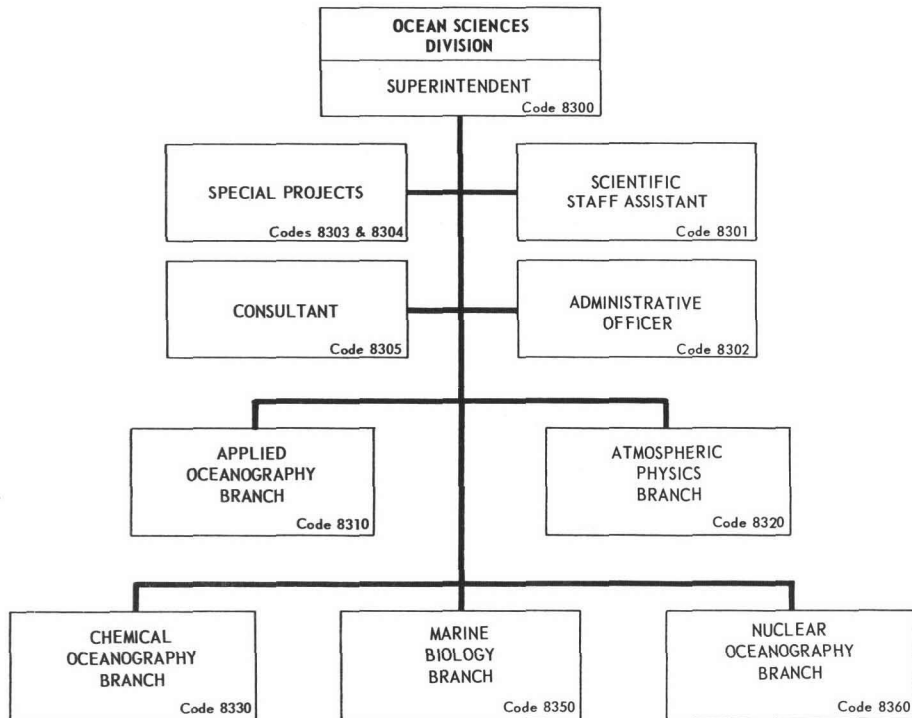 OCEAN SCIENCES
DIVISION
SUPERINTENDENT
Code 8300
SPECIAL PROJECTS
Codes 8303 & 8304
SCIENTIFIC
STAFF ASSISTANT
Code 8301
CONSULTANT
Code 8305
ADMINISTRATIVE
OFFICER
Code 8302
APPLIED
OCEANOGRAPHY
BRANCH
Code 8310
ATMOSPHERIC
PHYSICS
BRANCH
Code 8320
CHEMICAL
OCEANOGRAPHY
BRANCH
Code 8330
MARINE
BIOLOGY
BRANCH
Code 8350
NUCLEAR
OCEANOGRAPHY
BRANCH
Code 8360